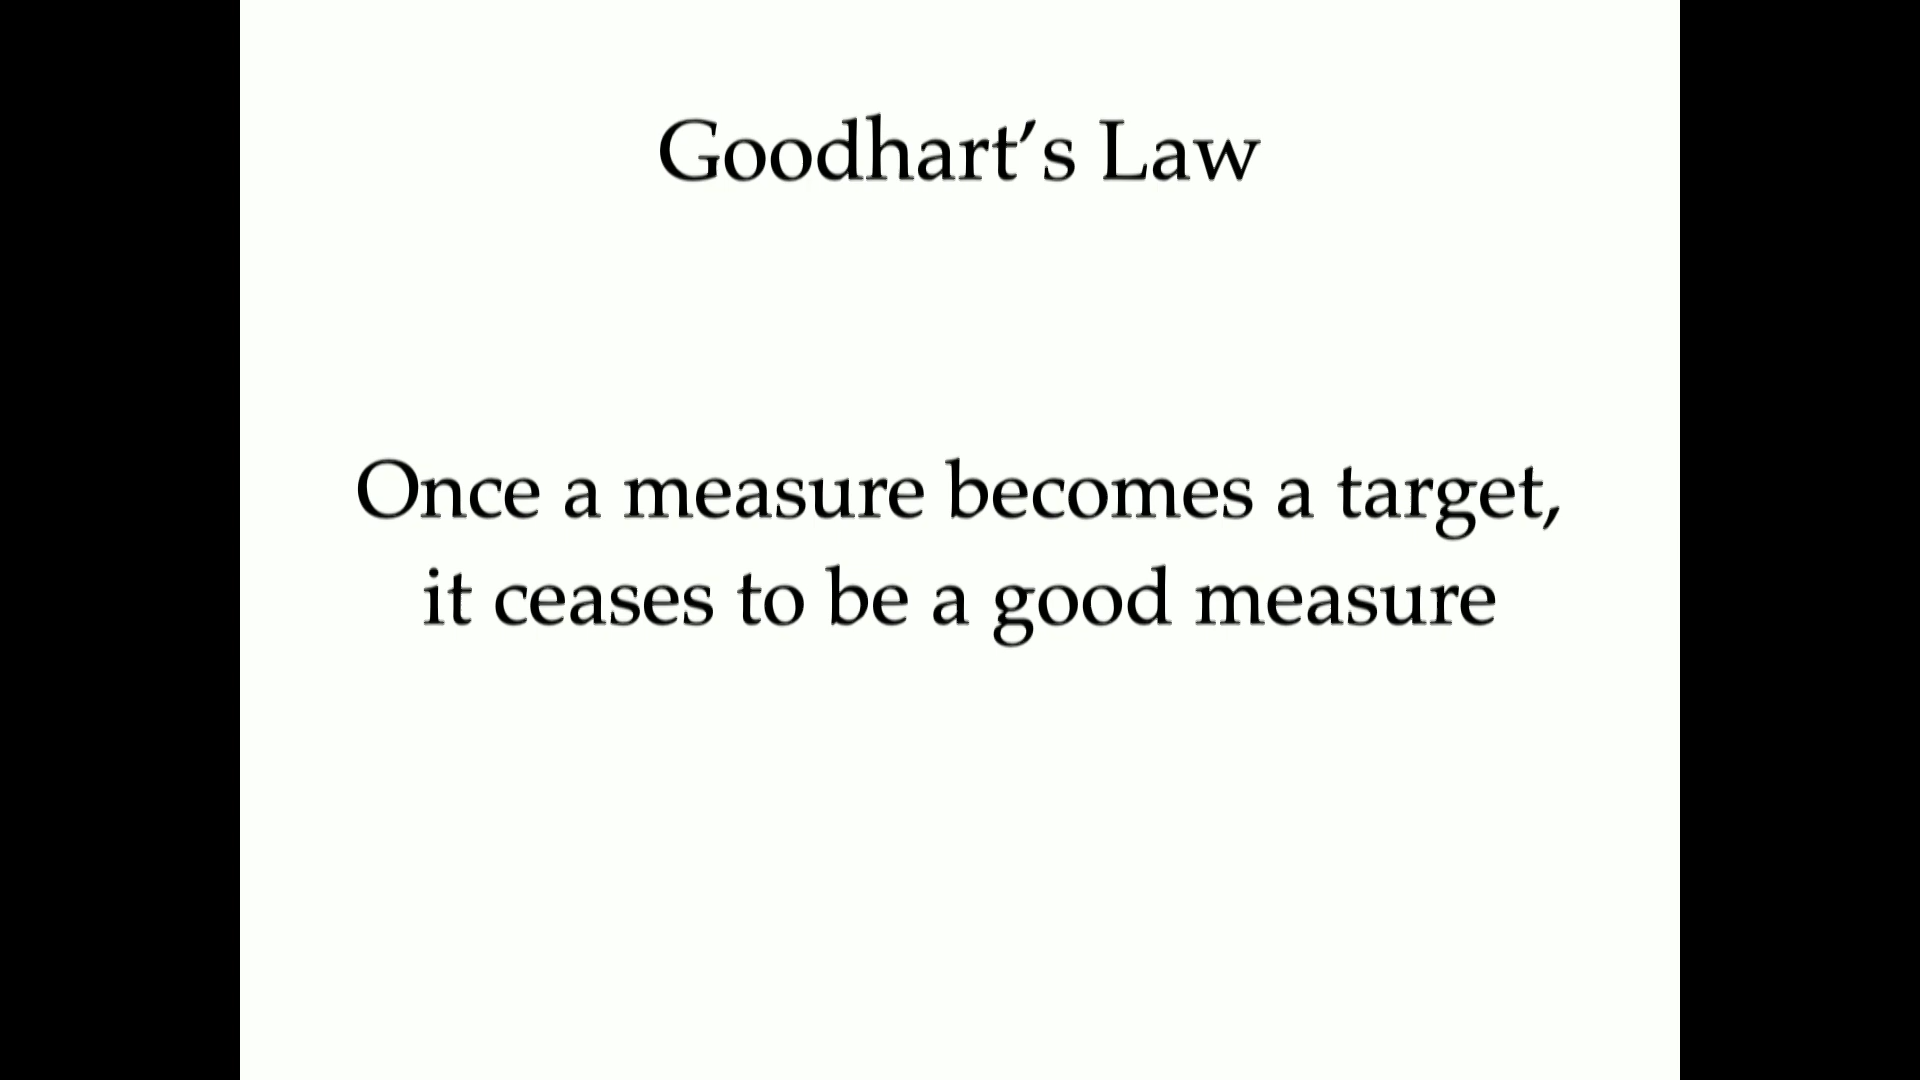 Goodhart’s Law
Once a measure becomes a target,
it ceases to be a good measure